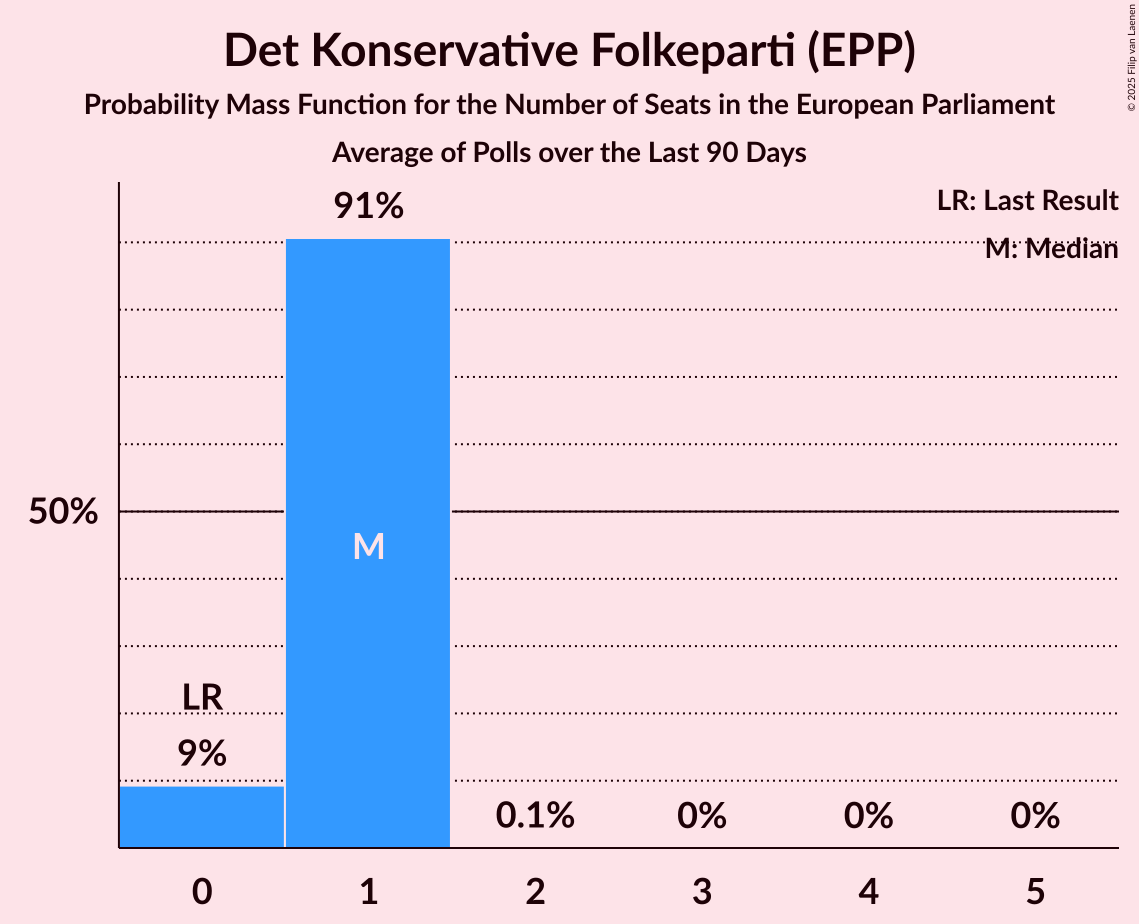 Det Konservative Folkeparti (EPP)
Probability Mass Function for the Number of Seats in the European Parliament
Average of Polls over the Last 90 Days
© 2025 Filip van Laenen
LR: Last Result
M: Median
91%
50%
M
LR
9%
0.1%
0%
0%
0%
0 1 2 3 4 5